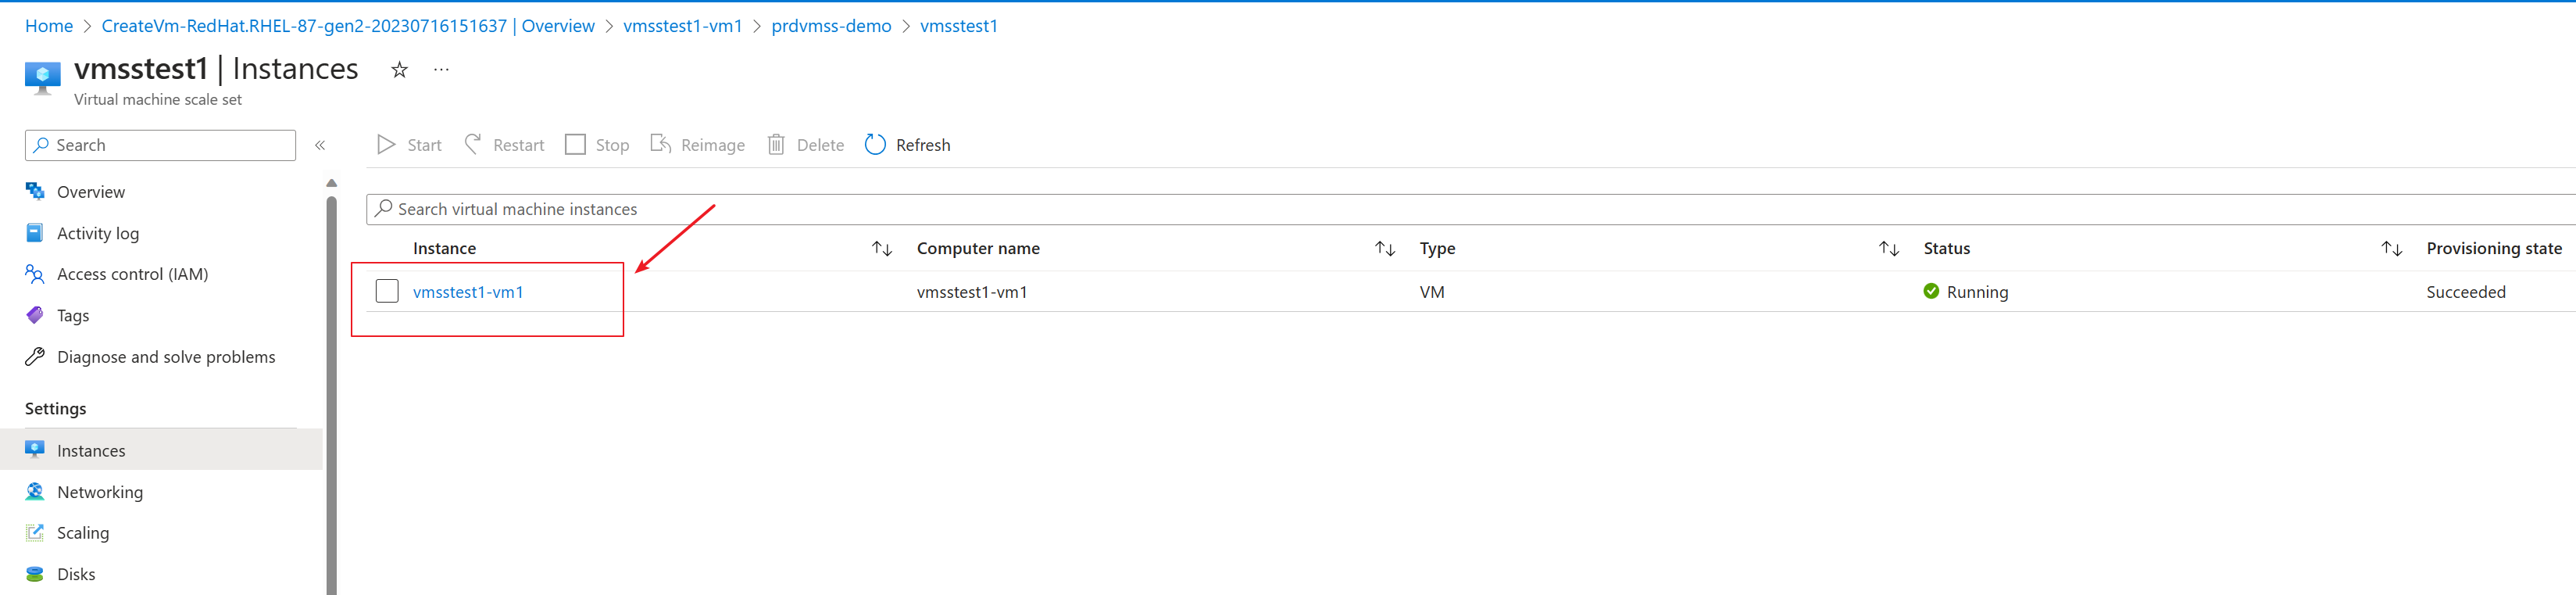 Home > CreateVm-RedHat.RHEL-87-gen2-20230716151637 | Overview > vmsstest1-vm1 > prdvmss-demo > vmsstest1
vmsstest1 | Instances
Virtual machine scale set
Search
Start Restart Stop Reimage Delete Refresh
Overview
Activity log
Access control (IAM)
Tags
Diagnose and solve problems
Settings
Instances
Networking
Scaling
Disks
Search virtual machine instances
Instance Computer name Type Status Provisioning state
vmsstest1-vm1 vmsstest1-vm1 VM Running Succeeded